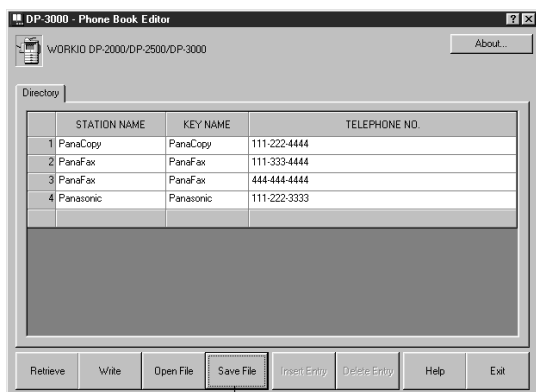 DP-3000 - Phone Book Editor
WORKIO DP-2000/DP-2500/DP-3000
About...
Directory
STATION NAME KEY NAME TELEPHONE NO.
1 PanaCopy PanaCopy 111-222-4444
2 PanaFax PanaFax 111-333-4444
3 PanaFax PanaFax 444-444-4444
4 Panasonic Panasonic 111-222-3333
Retrieve Write Open File Save File Insert Entry Delete Entry Help Exit